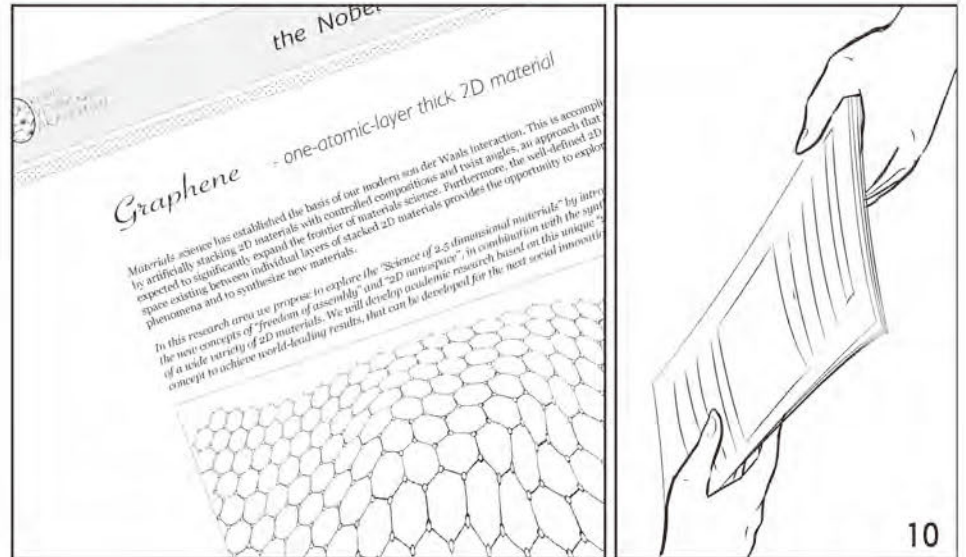 the Nobel
Graphene - one-atomic-layer thick 2D material
Materials science has established the basis of our modern son der Waals interaction. This is accompli
by artificially stacking 2D materials with controlled compositions and twist angles, an approach that
expected to significantly expand the frontier of materials science. Furthermore, the well-defined 2D
space existing between individual layers of stacked 2D materials provides the opportunity to explor
phenomena and to synthesize new materials.
In this research area we propose to explore the "Science of 2.5 dimensional materials" by intro
the new concepts of "freedom of assembly" and "2D nanospace", in combination with the synt
of a wide variety of 2D materials. We will develop academic research based on this unique "
concept to achieve world-leading results, that can be developed for the next social innovati
10